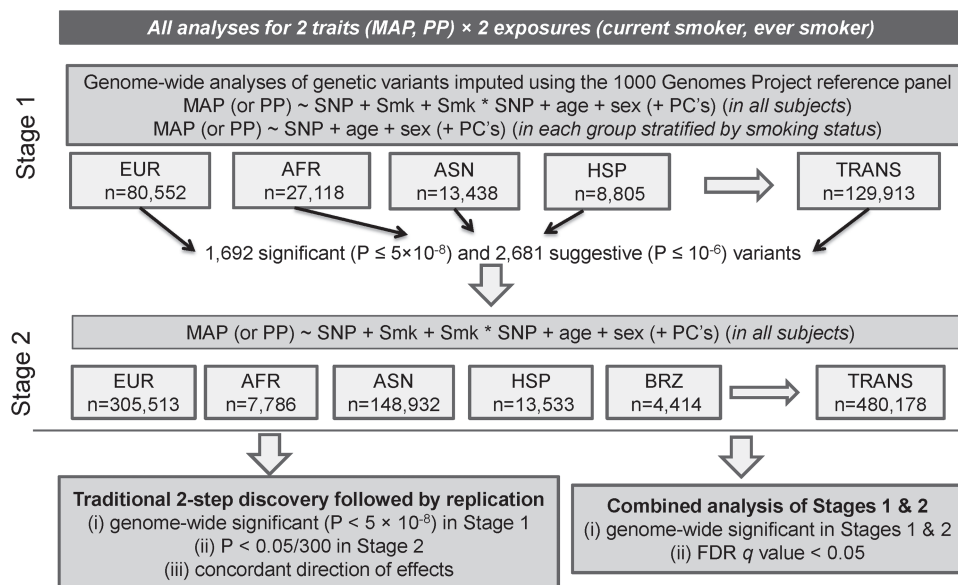 All analyses for 2 traits (MAP, PP) × 2 exposures (current smoker, ever smoker)
Stage 1
Genome-wide analyses of genetic variants imputed using the 1000 Genomes Project reference panel
MAP (or PP) ~ SNP + Smk + Smk * SNP + age + sex (+ PC's) (in all subjects)
MAP (or PP) ~ SNP + age + sex (+ PC's) (in each group stratified by smoking status)
EUR
n=80,552
AFR
n=27,118
ASN
n=13,438
HSP
n=8,805
TRANS
n=129,913
1,692 significant (P ≤ 5×10⁻⁸) and 2,681 suggestive (P ≤ 10⁻⁶) variants
Stage 2
MAP (or PP) ~ SNP + Smk + Smk * SNP + age + sex (+ PC's) (in all subjects)
EUR
n=305,513
AFR
n=7,786
ASN
n=148,932
HSP
n=13,533
BRZ
n=4,414
TRANS
n=480,178
Traditional 2-step discovery followed by replication
(i) genome-wide significant (P < 5 × 10⁻⁸) in Stage 1
(ii) P < 0.05/300 in Stage 2
(iii) concordant direction of effects
Combined analysis of Stages 1 & 2
(i) genome-wide significant in Stages 1 & 2
(ii) FDR q value < 0.05